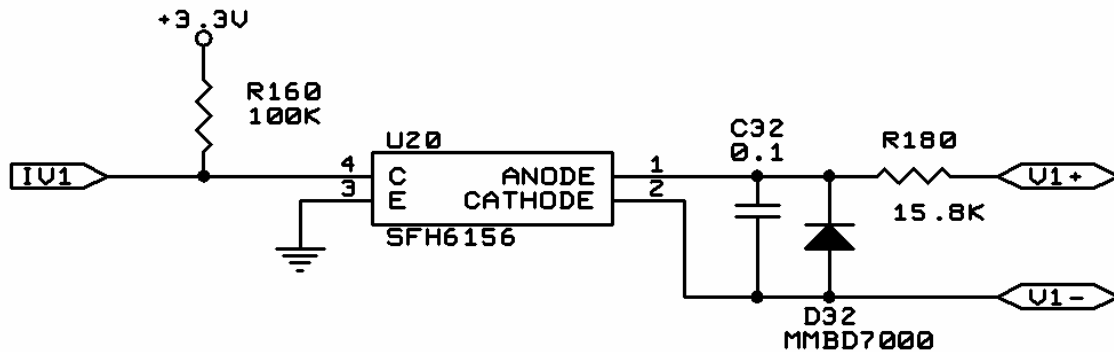 +3.3V
R160
100K
U20
C32
0.1
R180
IV1
4
C
ANODE
1
V1+
3
E
CATHODE
2
15.8K
SFH6156
V1-
D32
MMBD7000